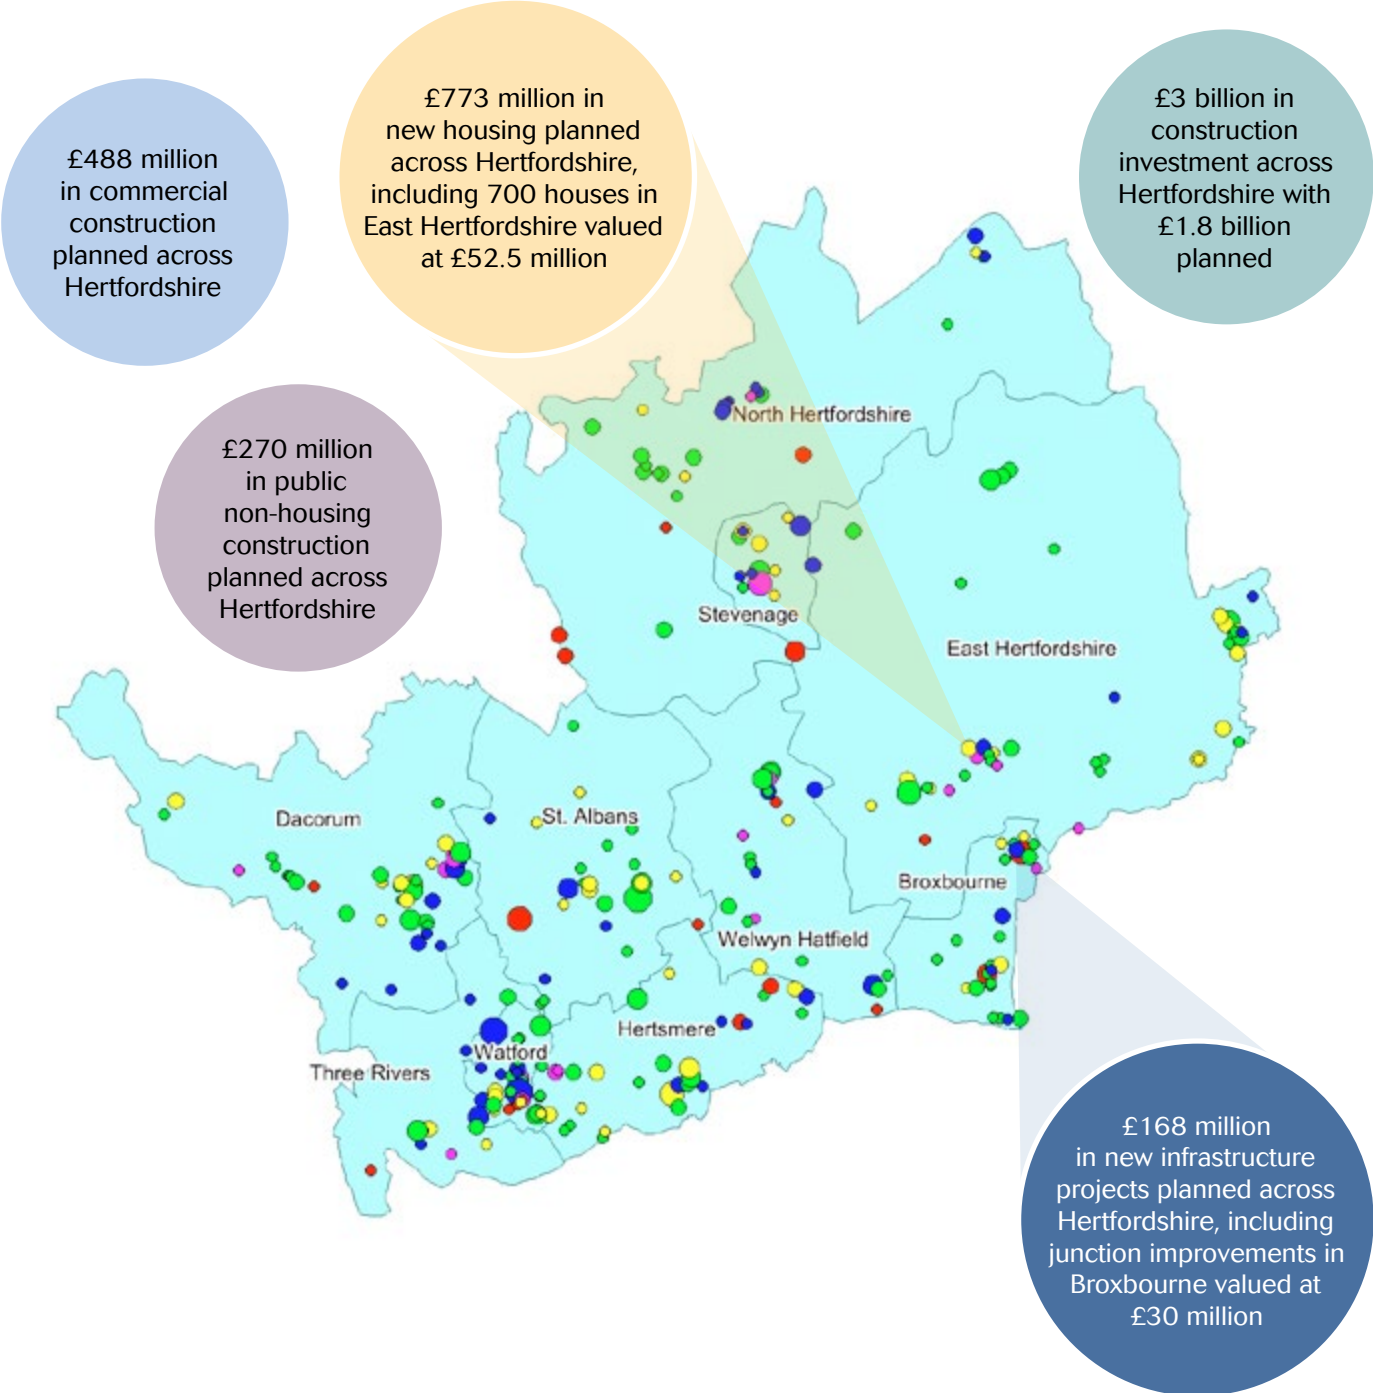 £773 million in
new housing planned
across Hertfordshire,
including 700 houses in
East Hertfordshire valued
at £52.5 million
£3 billion in
construction
investment across
Hertfordshire with
£1.8 billion
planned
£488 million
in commercial
construction
planned across
Hertfordshire
£270 million
in public
non-housing
construction
planned across
Hertfordshire
North Hertfordshire
Stevenage
East Hertfordshire
Dacorum
St. Albans
Broxbourne
Welwyn Hatfield
Hertsmere
Watford
Three Rivers
£168 million
in new infrastructure
projects planned across
Hertfordshire, including
junction improvements in
Broxbourne valued at
£30 million